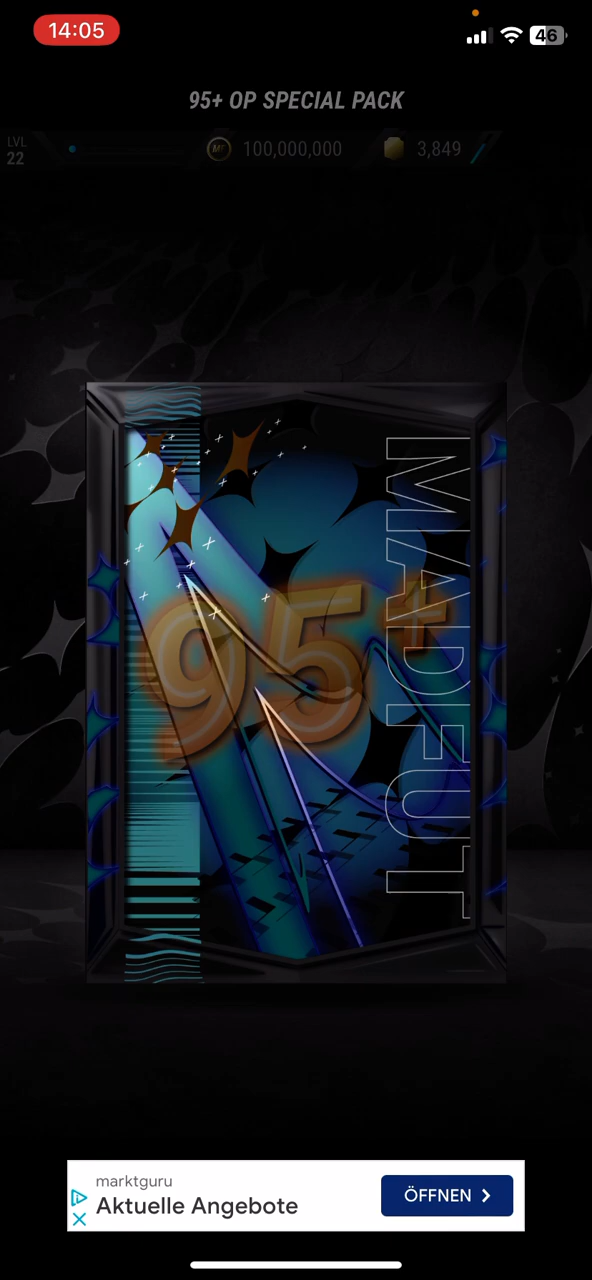 14:05
46
95+ OP SPECIAL PACK
LVL
22
MF 100,000,000
3,849
95+
MADFUT
marktguru
Aktuelle Angebote
ÖFFNEN